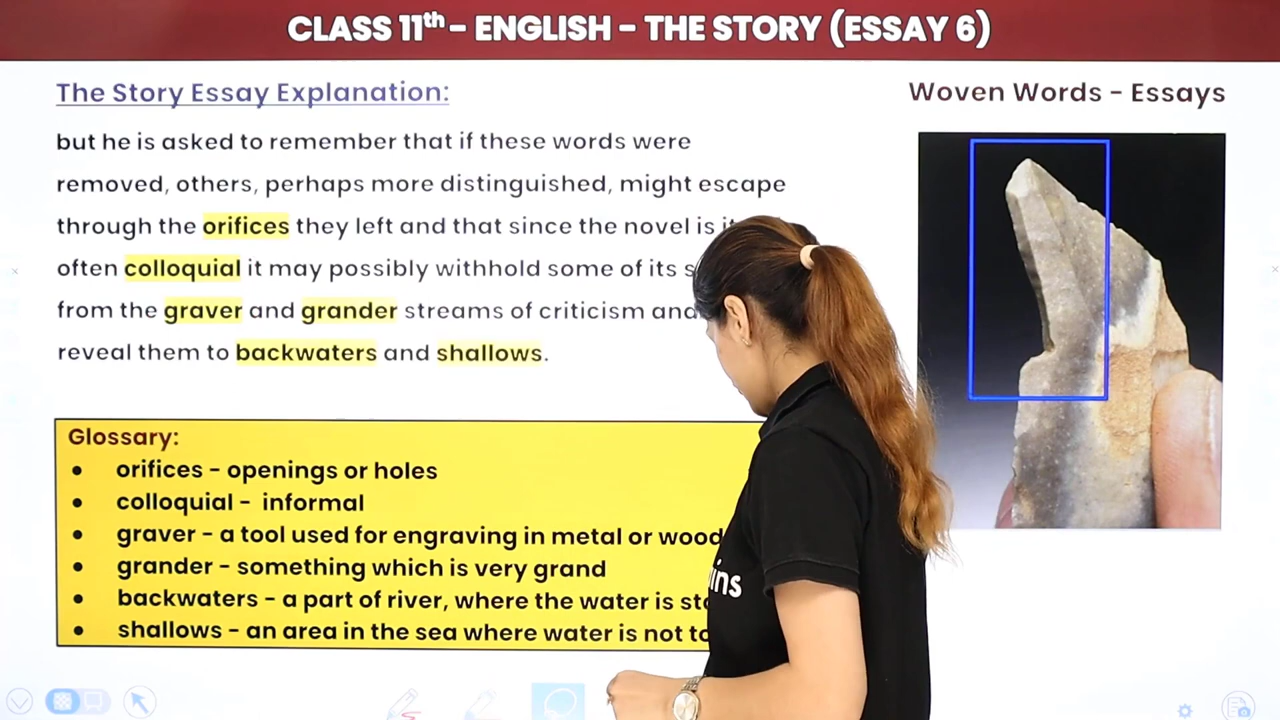 CLASS 11th - ENGLISH - THE STORY (ESSAY 6)
The Story Essay Explanation:
Woven Words - Essays
but he is asked to remember that if these words were
removed, others, perhaps more distinguished, might escape
through the orifices they left and that since the novel is
often colloquial it may possibly withhold some of its
from the graver and grander streams of criticism and
reveal them to backwaters and shallows.
Glossary:
• orifices - openings or holes
• colloquial - informal
• graver - a tool used for engraving in metal or wood
• grander - something which is very grand
• backwaters - a part of river, where the water is
• shallows - an area in the sea where water is not